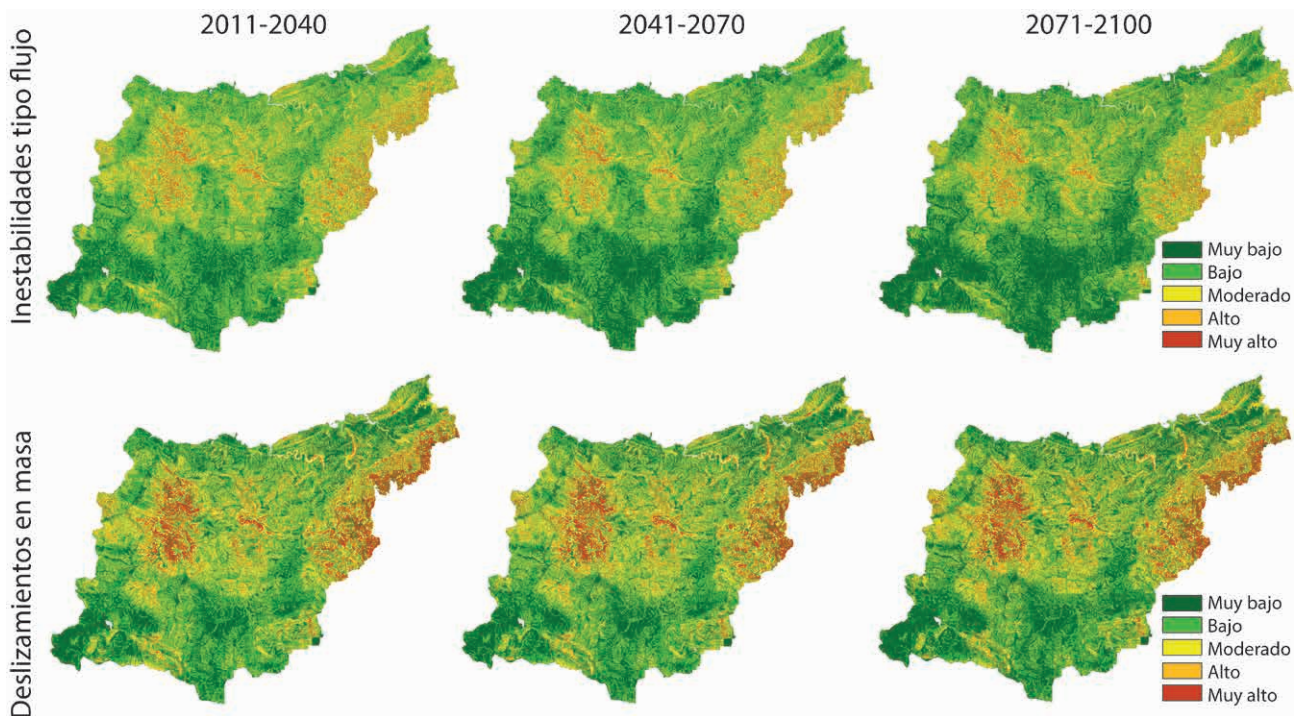 2011-2040
2041-2070
2071-2100
Inestabilidades tipo flujo
Muy bajo
Bajo
Moderado
Alto
Muy alto
Deslizamientos en masa
Muy bajo
Bajo
Moderado
Alto
Muy alto